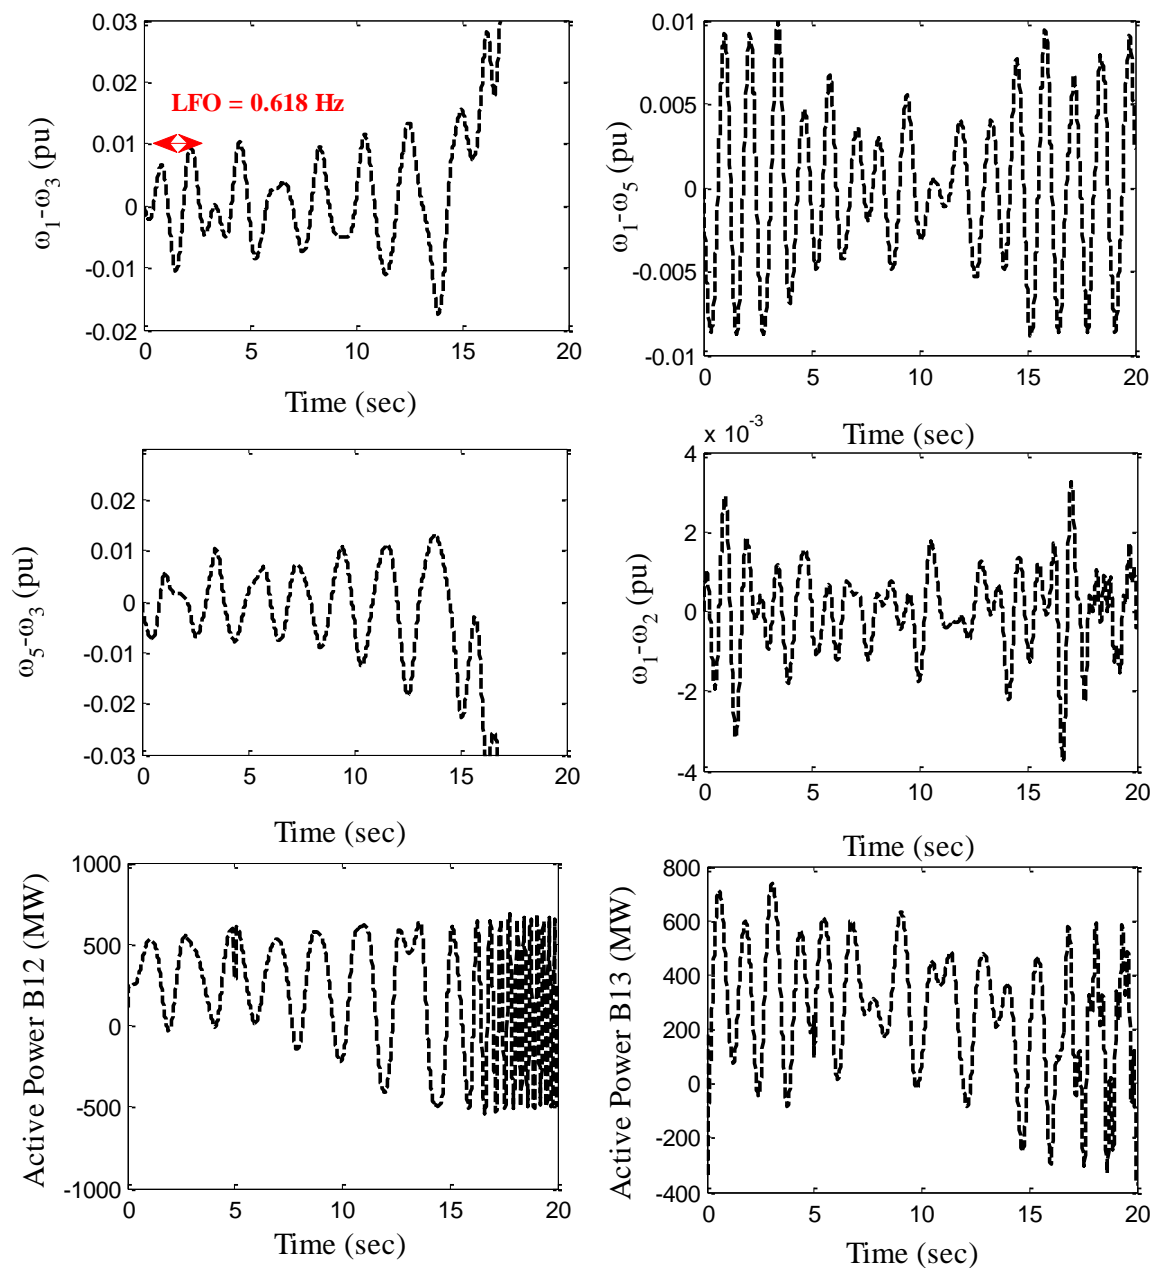 0.03
0.02
0.01
0
-0.01
-0.02
LFO = 0.618 Hz
ω1-ω3 (pu)
0 5 10 15 20
Time (sec)
0.01
0.005
0
-0.005
-0.01
ω1-ω5 (pu)
0 5 10 15 20
Time (sec)
0.02
0.01
0
-0.01
-0.02
-0.03
ω5-ω3 (pu)
0 5 10 15 20
Time (sec)
x 10-3
4
2
0
-2
-4
ω1-ω2 (pu)
0 5 10 15 20
Time (sec)
1000
500
0
-500
-1000
Active Power B12 (MW)
0 5 10 15 20
Time (sec)
800
600
400
200
0
-200
-400
Active Power B13 (MW)
0 5 10 15 20
Time (sec)